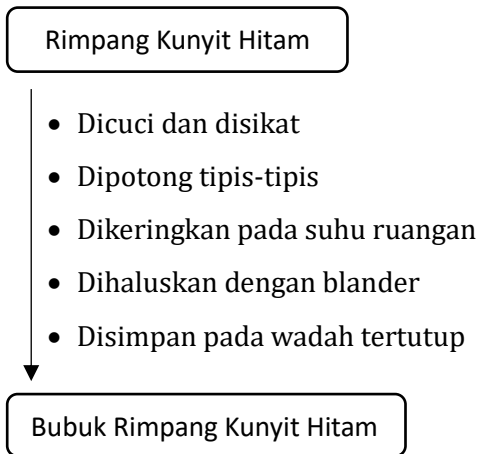 Rimpang Kunyit Hitam
• Dicuci dan disikat
• Dipotong tipis-tipis
• Dikeringkan pada suhu ruangan
• Dihaluskan dengan blander
• Disimpan pada wadah tertutup
Bubuk Rimpang Kunyit Hitam